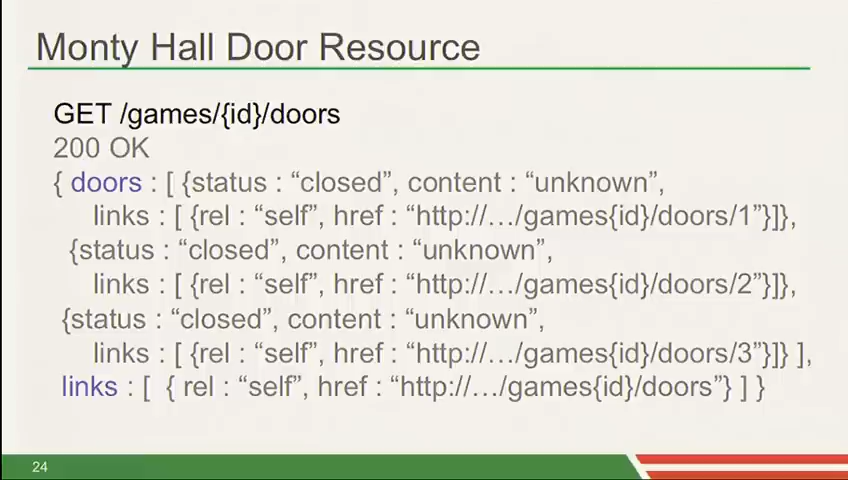 Monty Hall Door Resource
GET /games/{id}/doors
200 OK
{ doors : [ {status : “closed”, content : “unknown”,
links : [ {rel : “self”, href : “http://…/games{id}/doors/1”}]},
{status : “closed”, content : “unknown”,
links : [ {rel : “self”, href : “http://…/games{id}/doors/2”}]},
{status : “closed”, content : “unknown”,
links : [ {rel : “self”, href : “http://…/games{id}/doors/3”}]} ],
links : [ { rel : “self”, href : “http://…/games{id}/doors”} ] }
24